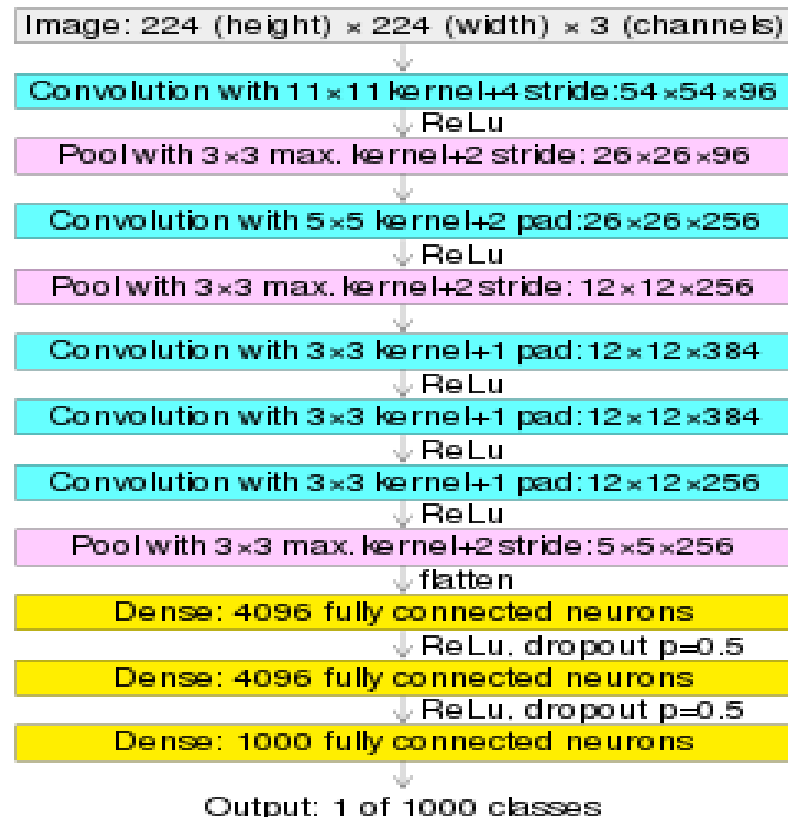 Image: 224 (height) × 224 (width) × 3 (channels)
Convolution with 11×11 kernel+4 stride:54×54×96
ReLu
Pool with 3×3 max. kernel+2 stride: 26×26×96
Convolution with 5×5 kernel+2 pad:26×26×256
ReLu
Pool with 3×3 max. kernel+2 stride: 12×12×256
Convolution with 3×3 kernel+1 pad:12×12×384
ReLu
Convolution with 3×3 kernel+1 pad:12×12×384
ReLu
Convolution with 3×3 kernel+1 pad:12×12×256
ReLu
Pool with 3×3 max. kernel+2 stride:5×5×256
flatten
Dense: 4096 fully connected neurons
ReLu, dropout p=0.5
Dense: 4096 fully connected neurons
ReLu, dropout p=0.5
Dense: 1000 fully connected neurons
Output: 1 of 1000 classes